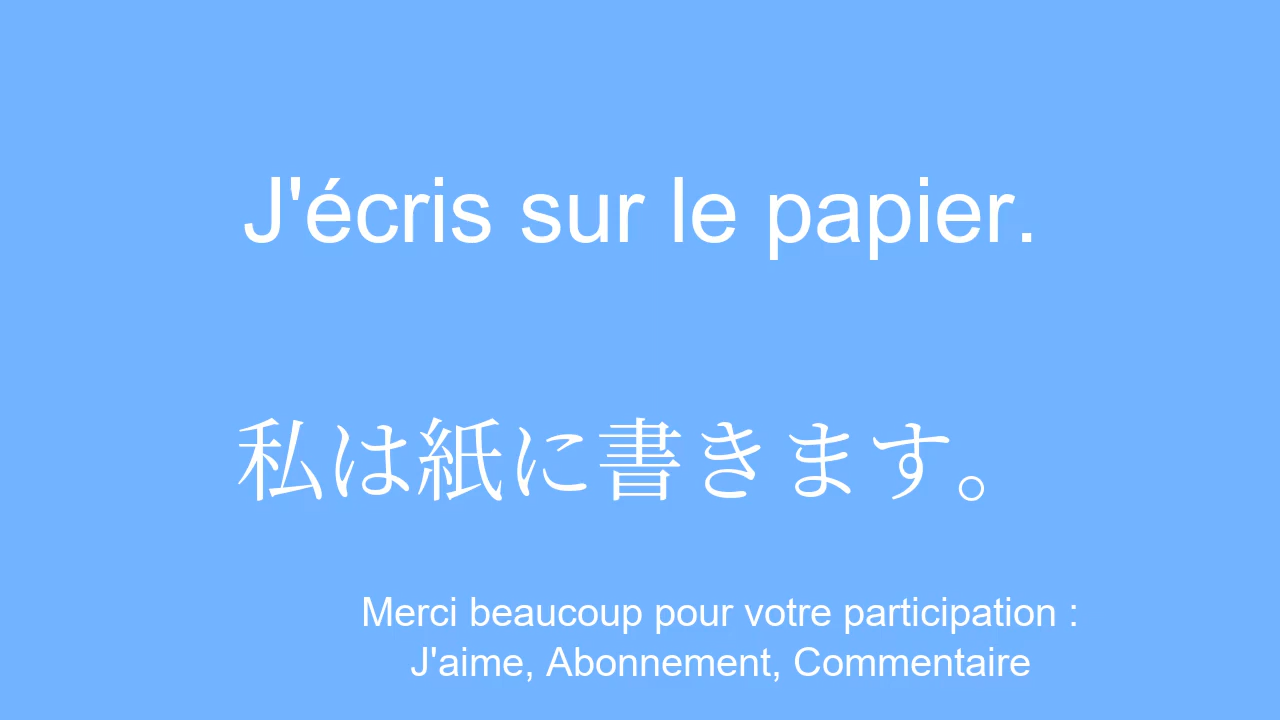 J'écris sur le papier.
私は紙に書きます。
Merci beaucoup pour votre participation :
J'aime, Abonnement, Commentaire